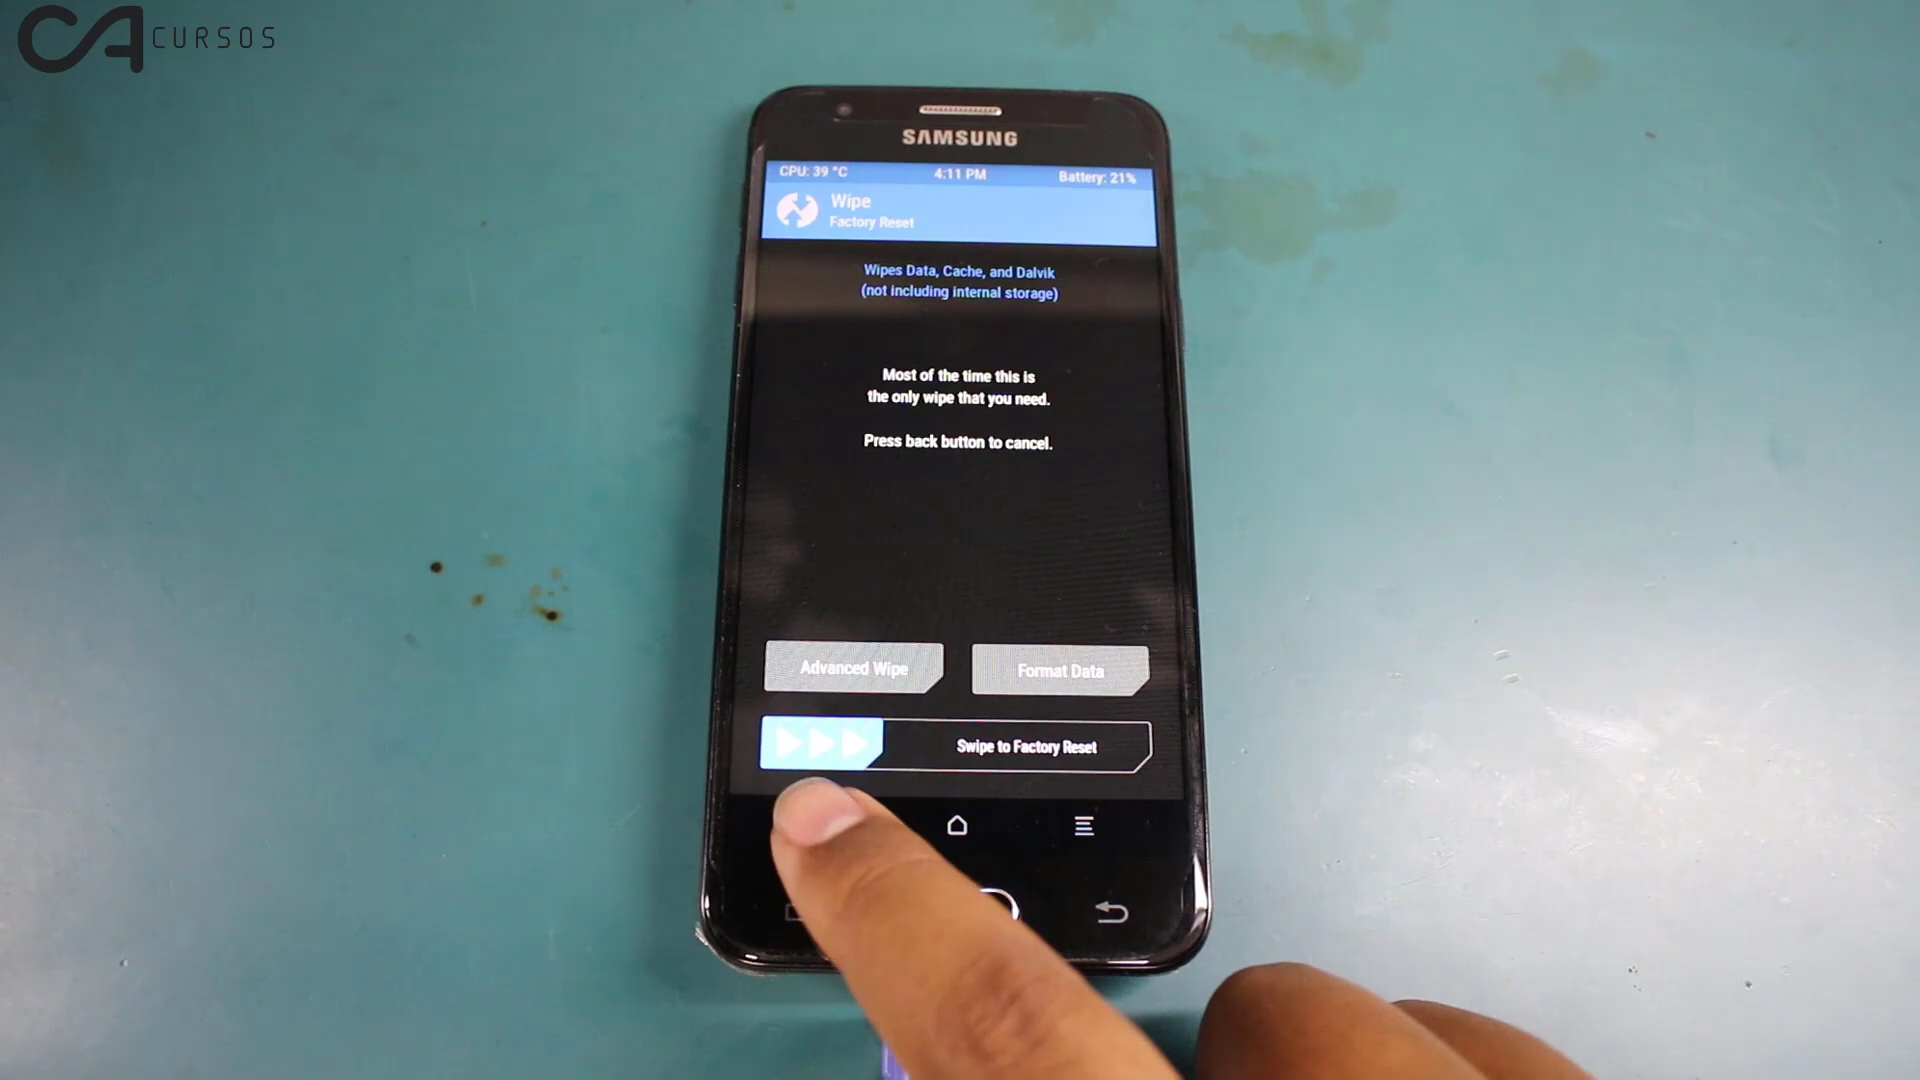 CA CURSOS
SAMSUNG
CPU: 39 °C 4:11 PM Battery: 21%
Wipe
Factory Reset
Wipes Data, Cache, and Dalvik
(not including internal storage)
Most of the time this is
the only wipe that you need.
Press back button to cancel.
Advanced Wipe Format Data
Swipe to Factory Reset